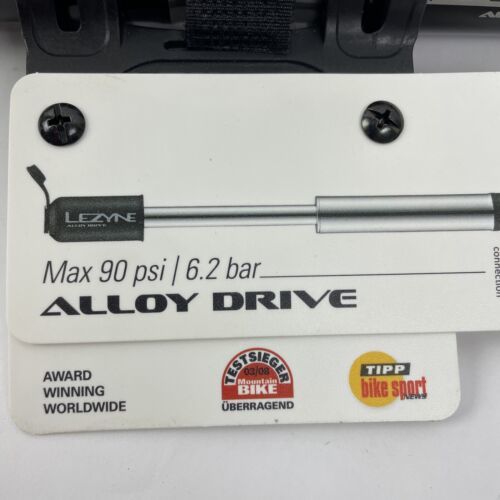 LEZYNE
ALLOY DRIVE
Max 90 psi | 6.2 bar
ALLOY DRIVE
connection
AWARD
WINNING
WORLDWIDE
TESTSIEGER
03/08
Mountain
BIKE
ÜBERRAGEND
TIPP
bike sport
NEWS